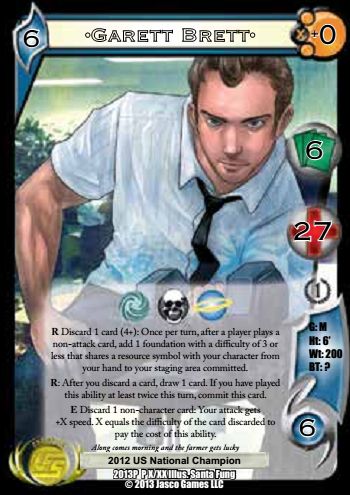 6
•GARETT BRETT•
X +0
6
27
1
G: M
Ht: 6'
Wt: 200
BT: ?
R Discard 1 card (4+): Once per turn, after a player plays a
non-attack card, add 1 foundation with a difficulty of 3 or
less that shares a resource symbol with your character from
your hand to your staging area committed.
R: After you discard a card, draw 1 card. If you have played
this ability at least twice this turn, commit this card.
E Discard 1 non-character card: Your attack gets
+X speed. X equals the difficulty of the card discarded to
pay the cost of this ability.
6
Along comes morning and the farmer gets lucky
2012 US National Champion
2013P, P X/XX Illus. Santa Fung
© 2013 Jasco Games LLC